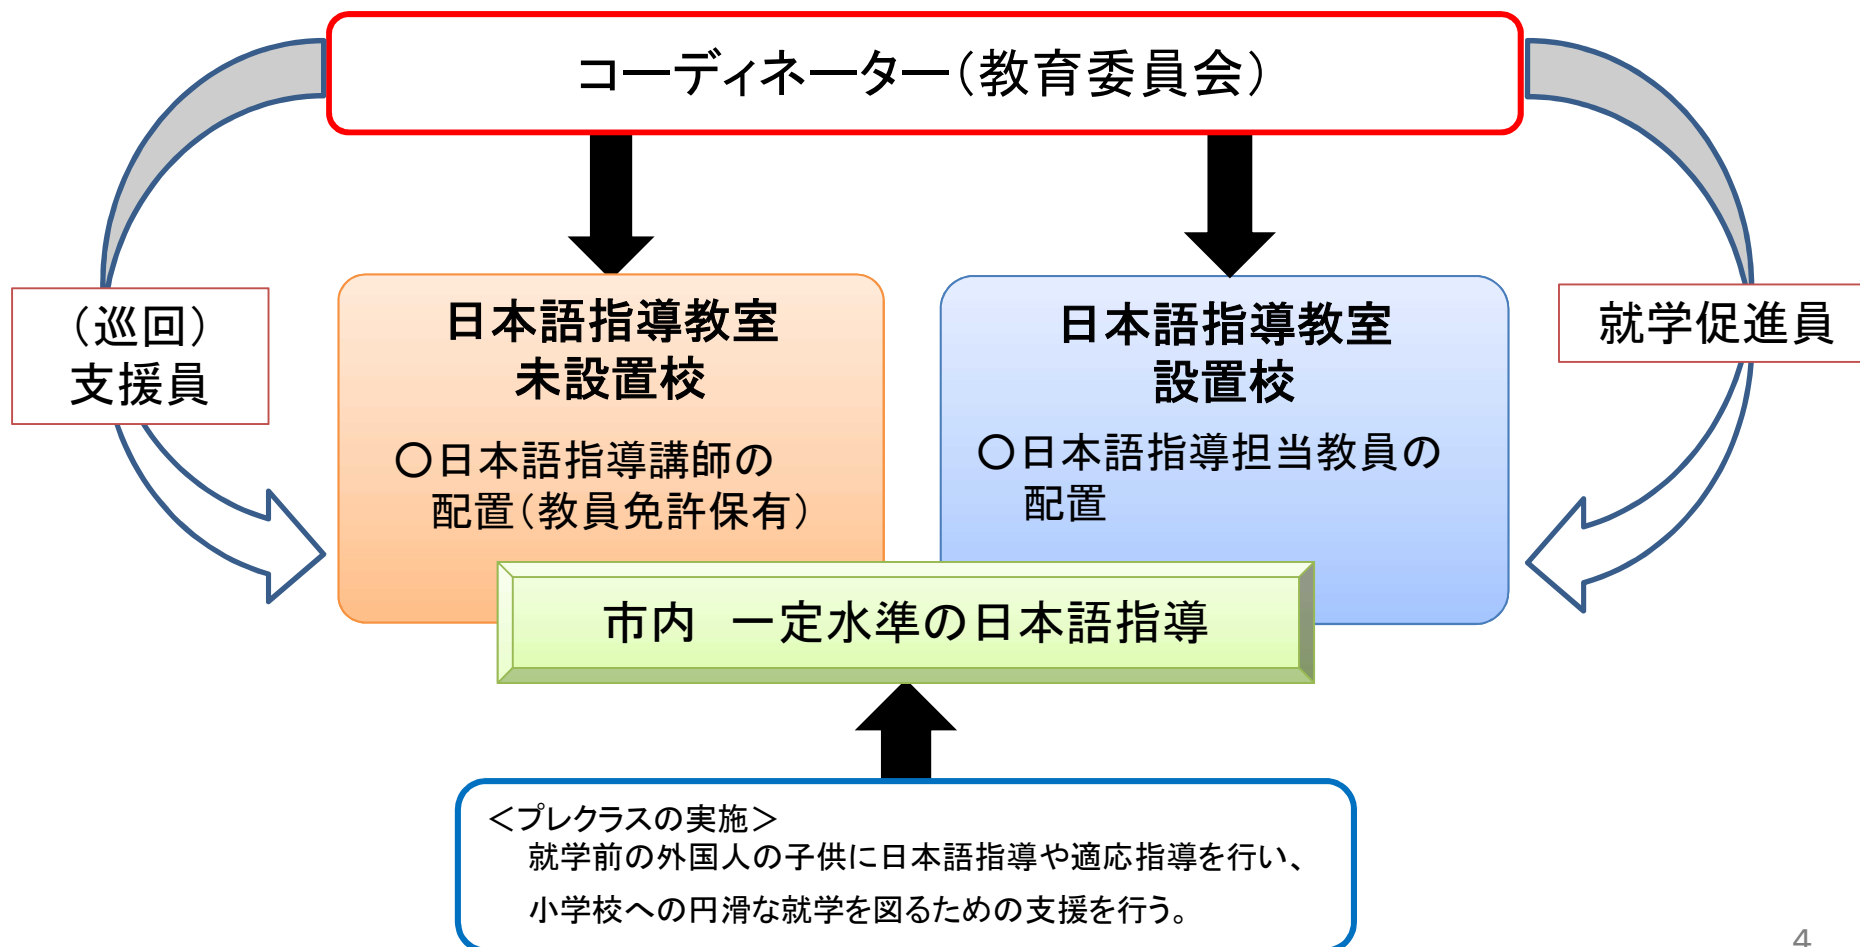 コーディネーター（教育委員会）
（巡回）
支援員
日本語指導教室
未設置校
○日本語指導講師の
配置（教員免許保有）
日本語指導教室
設置校
○日本語指導担当教員の
配置
就学促進員
市内　一定水準の日本語指導
＜プレクラスの実施＞
就学前の外国人の子供に日本語指導や適応指導を行い、
小学校への円滑な就学を図るための支援を行う。
4